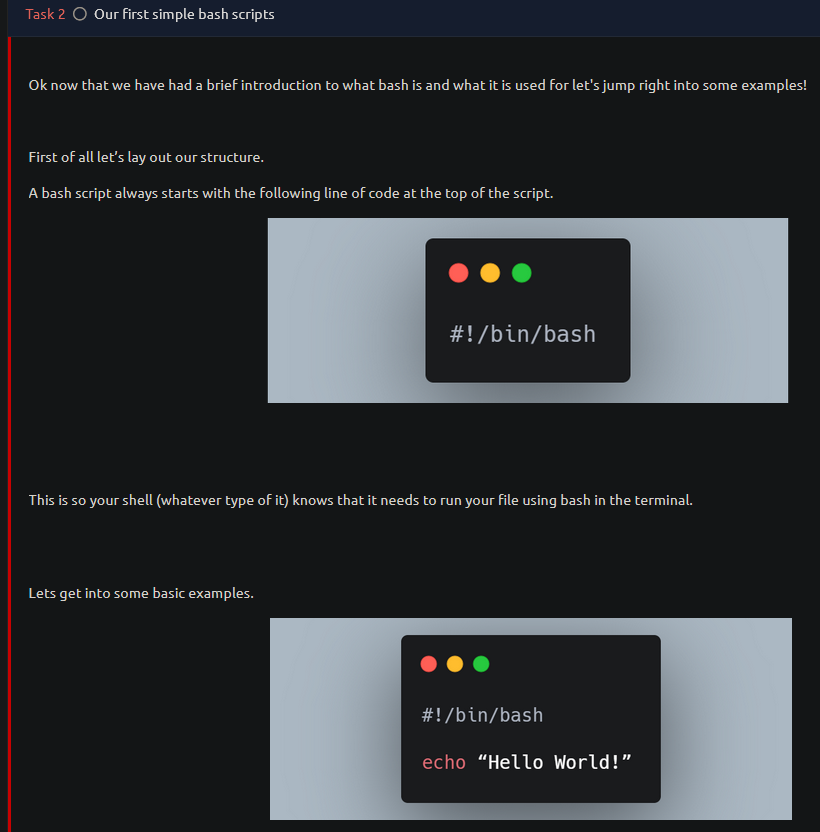 Task 2 Our first simple bash scripts
Ok now that we have had a brief introduction to what bash is and what it is used for let's jump right into some examples!
First of all let’s lay out our structure.
A bash script always starts with the following line of code at the top of the script.
#!/bin/bash
This is so your shell (whatever type of it) knows that it needs to run your file using bash in the terminal.
Lets get into some basic examples.
#!/bin/bash
echo “Hello World!”